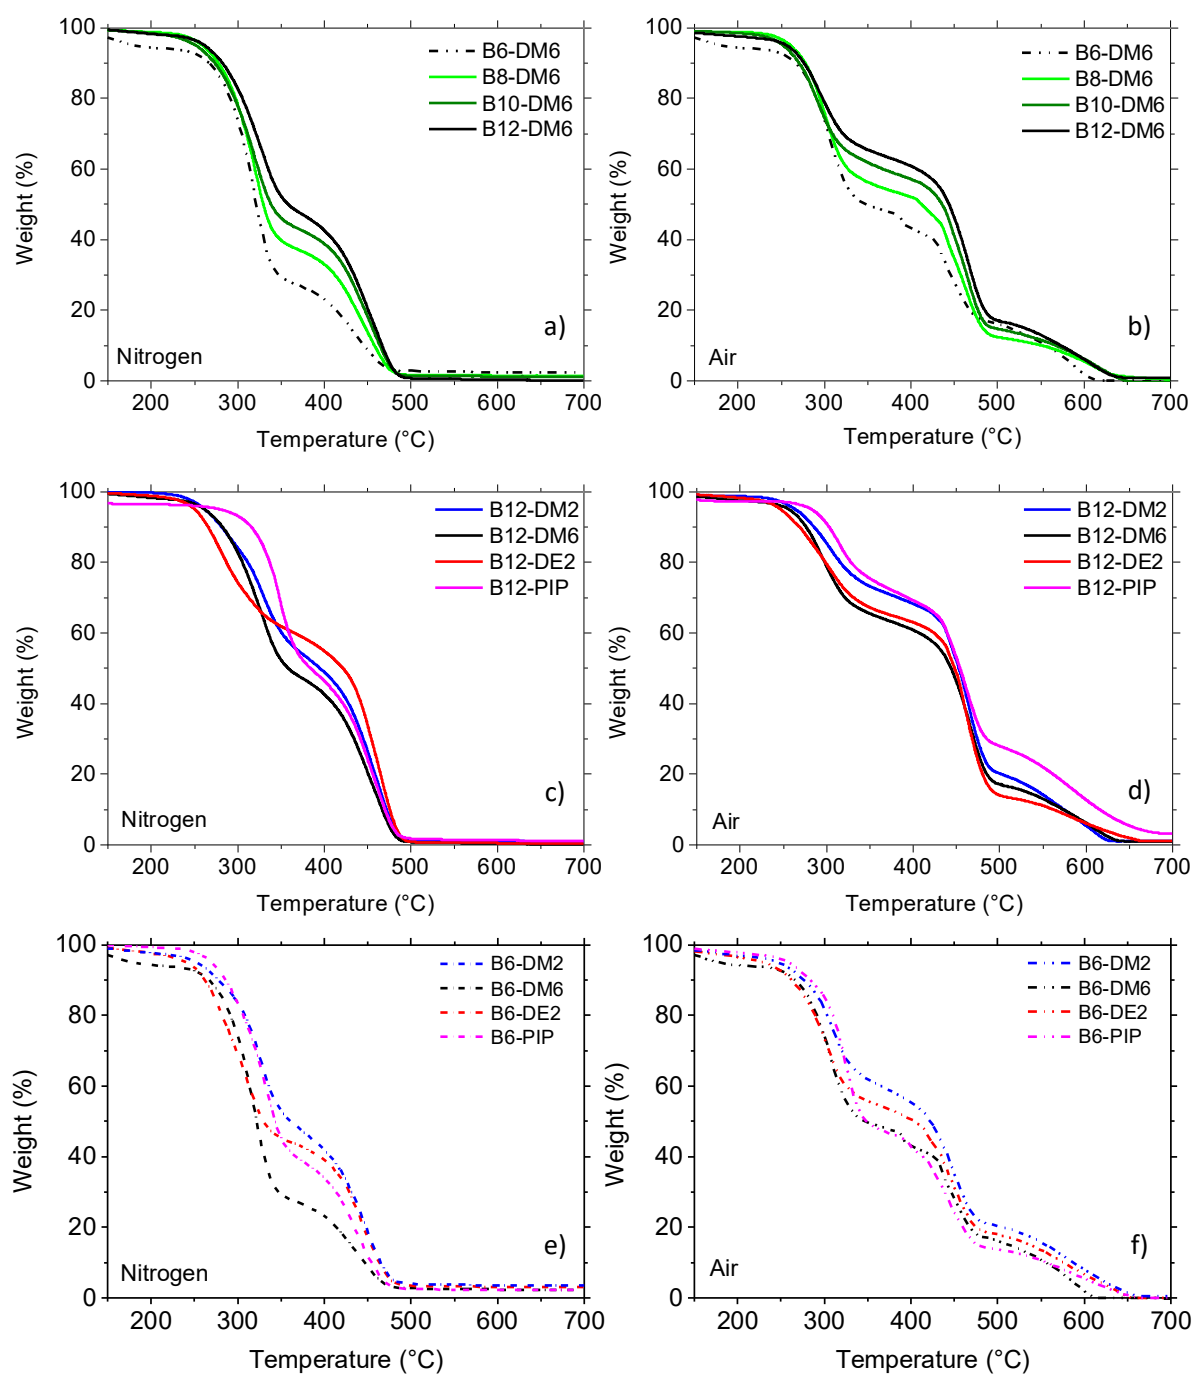 100
80
60
40
20
0
Weight (%)
B6-DM6
B8-DM6
B10-DM6
B12-DM6
a)
Nitrogen
200 300 400 500 600 700
Temperature (°C)
100
80
60
40
20
0
Weight (%)
B6-DM6
B8-DM6
B10-DM6
B12-DM6
b)
Air
200 300 400 500 600 700
Temperature (°C)
100
80
60
40
20
0
Weight (%)
B12-DM2
B12-DM6
B12-DE2
B12-PIP
c)
Nitrogen
200 300 400 500 600 700
Temperature (°C)
100
80
60
40
20
0
Weight (%)
B12-DM2
B12-DM6
B12-DE2
B12-PIP
d)
Air
200 300 400 500 600 700
Temperature (°C)
100
80
60
40
20
0
Weight (%)
B6-DM2
B6-DM6
B6-DE2
B6-PIP
e)
Nitrogen
200 300 400 500 600 700
Temperature (°C)
100
80
60
40
20
0
Weight (%)
B6-DM2
B6-DM6
B6-DE2
B6-PIP
f)
Air
200 300 400 500 600 700
Temperature (°C)